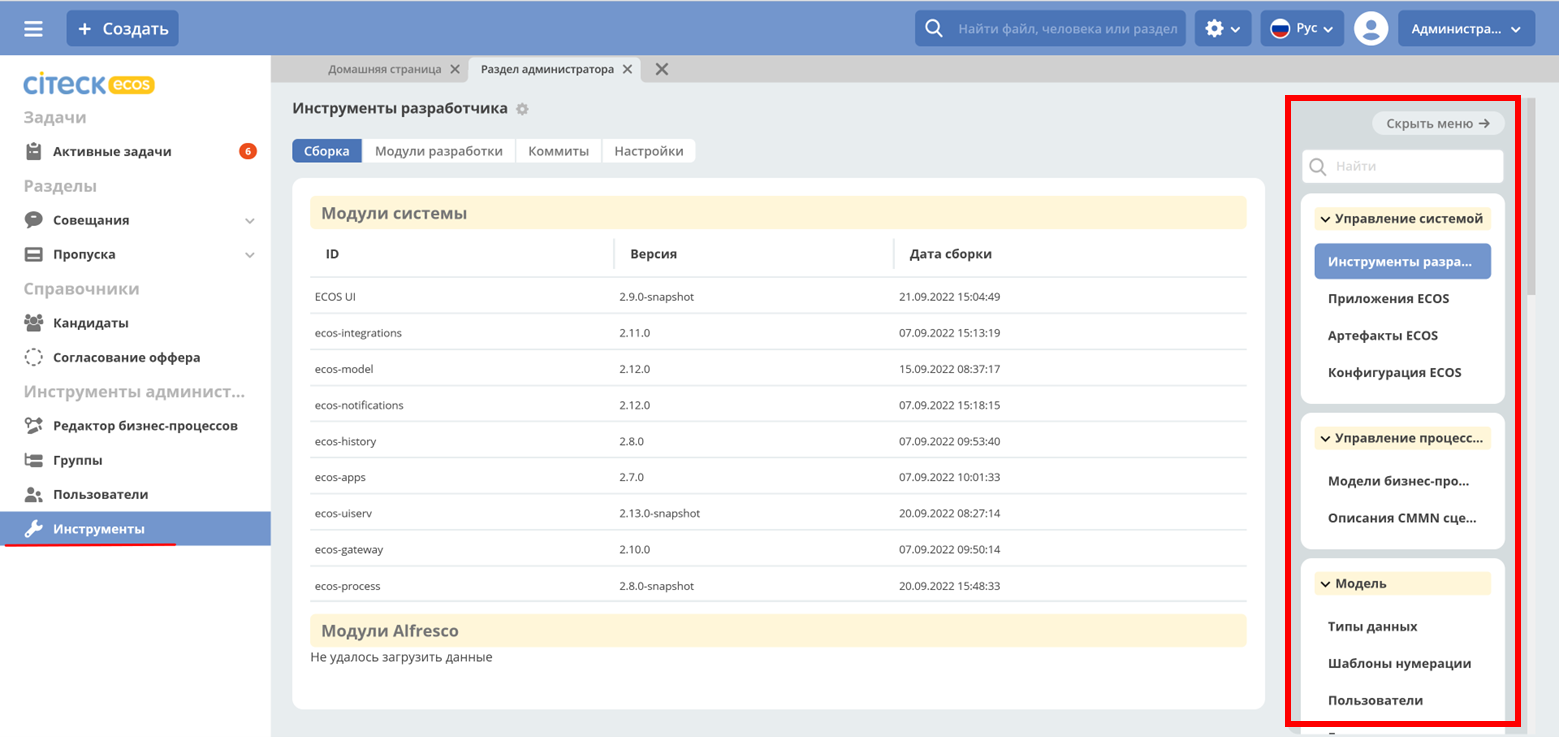 + Создать
Найти файл, человека или раздел
Рус
Администра...
citeck ecos
Задачи
Активные задачи 6
Разделы
Совещания
Пропуска
Справочники
Кандидаты
Согласование оффера
Инструменты админист...
Редактор бизнес-процессов
Группы
Пользователи
Инструменты
Домашняя страница
Раздел администратора
Инструменты разработчика
Сборка
Модули разработки
Коммиты
Настройки
Модули системы
ID Версия Дата сборки
ECOS UI 2.9.0-snapshot 21.09.2022 15:04:49
ecos-integrations 2.11.0 07.09.2022 15:13:19
ecos-model 2.12.0 15.09.2022 08:37:17
ecos-notifications 2.12.0 07.09.2022 15:18:15
ecos-history 2.8.0 07.09.2022 09:53:40
ecos-apps 2.7.0 07.09.2022 10:01:33
ecos-uiserv 2.13.0-snapshot 20.09.2022 08:27:14
ecos-gateway 2.10.0 07.09.2022 09:50:14
ecos-process 2.8.0-snapshot 20.09.2022 15:48:33
Модули Alfresco
Не удалось загрузить данные
Скрыть меню →
Найти
Управление системой
Инструменты разра...
Приложения ECOS
Артефакты ECOS
Конфигурация ECOS
Управление процесс...
Модели бизнес-про...
Описания CMMN сце...
Модель
Типы данных
Шаблоны нумерации
Пользователи